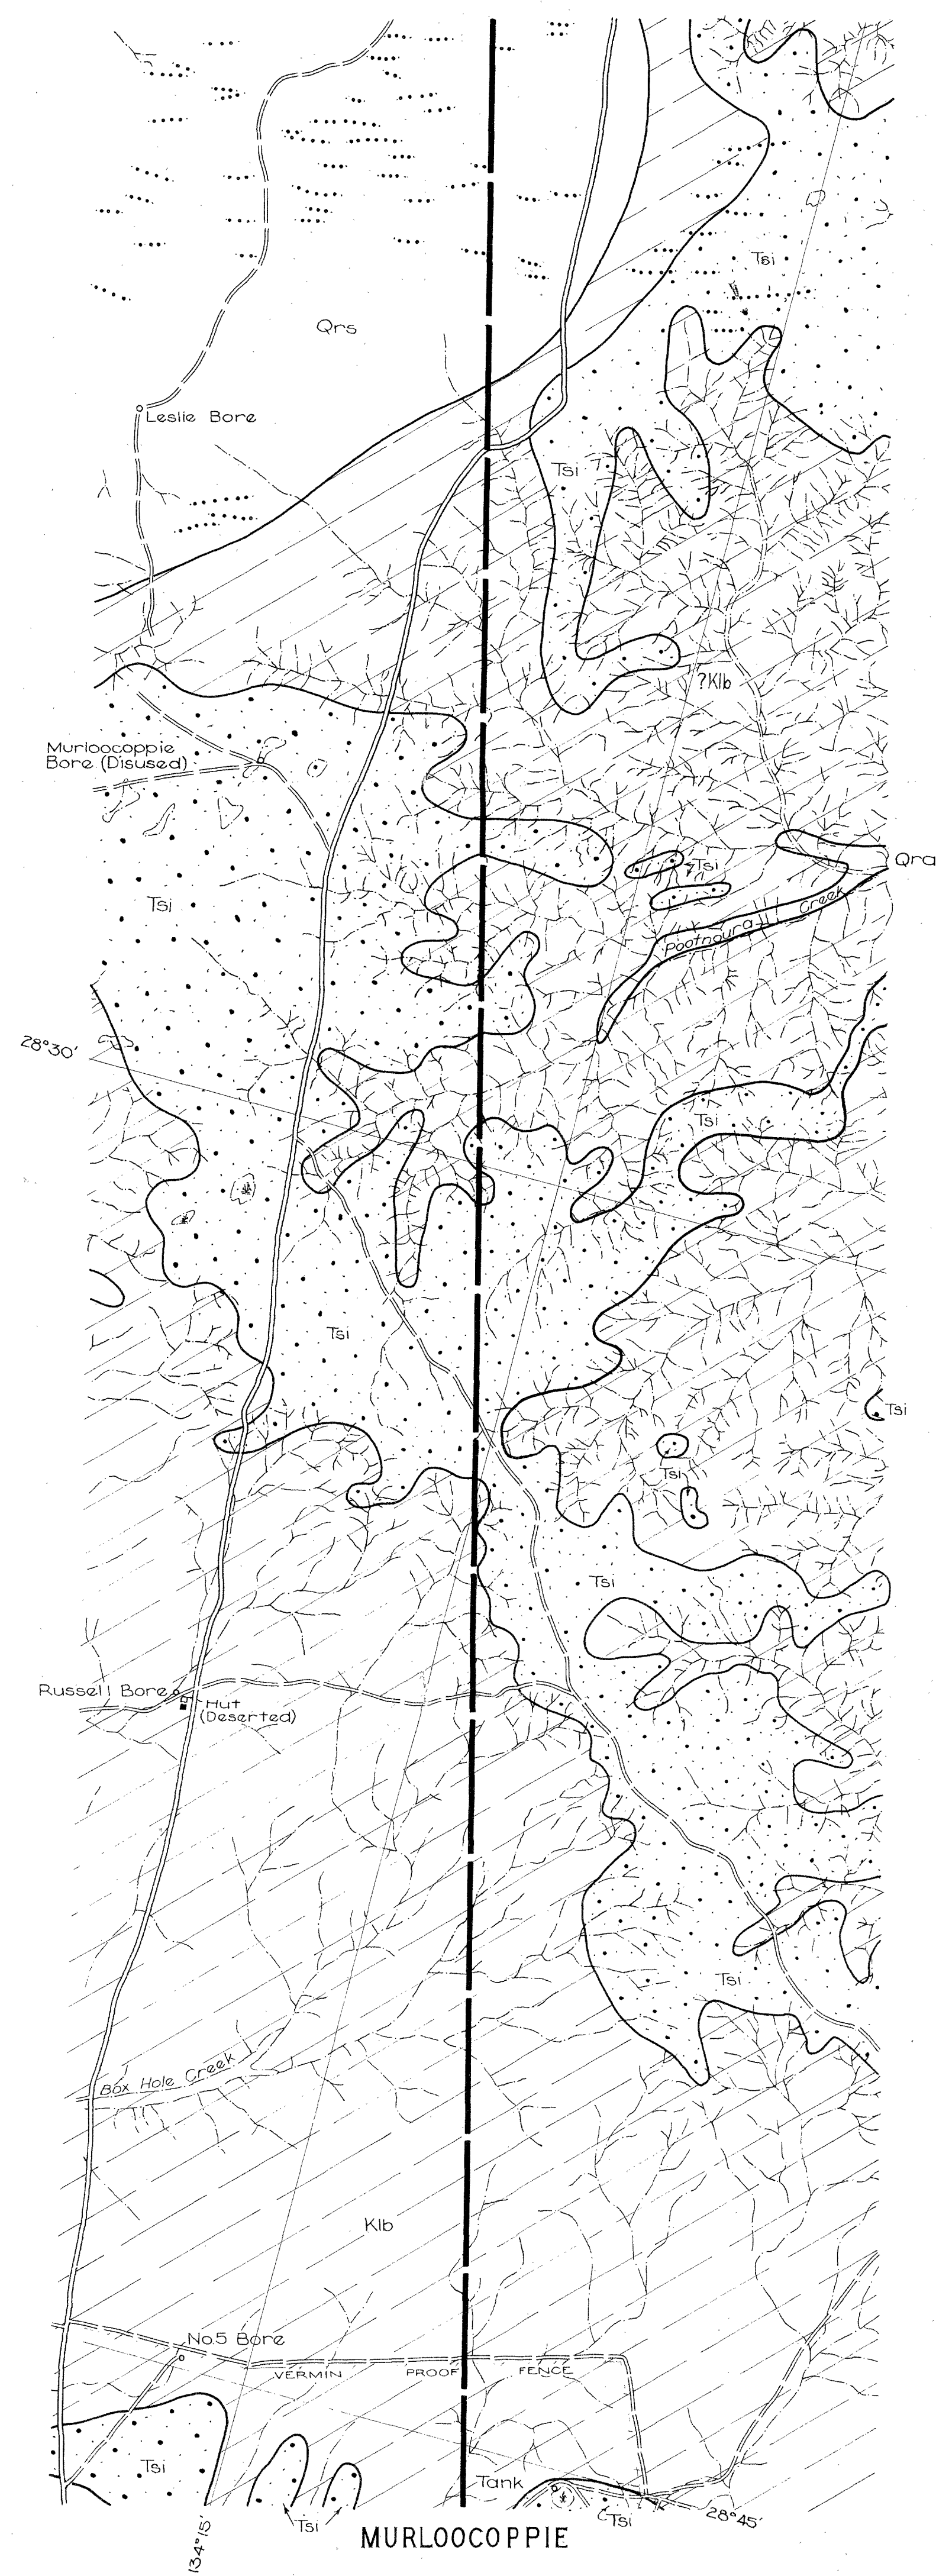 Tsi
Qrs
Leslie Bore
Tsi
?Klb
Murloocoppie
Bore (Disused)
Tsi
Qra
Tsi
Pootnoura Creek
28°30'
Tsi
Tsi
Tsi
Tsi
Tsi
Russell Bore
Hut
(Deserted)
Tsi
Box Hole Creek
Klb
No.5 Bore
VERMIN PROOF FENCE
Tsi
Tank
Tsi
Tsi
28°45'
134°15'
MURLOOCOPPIE